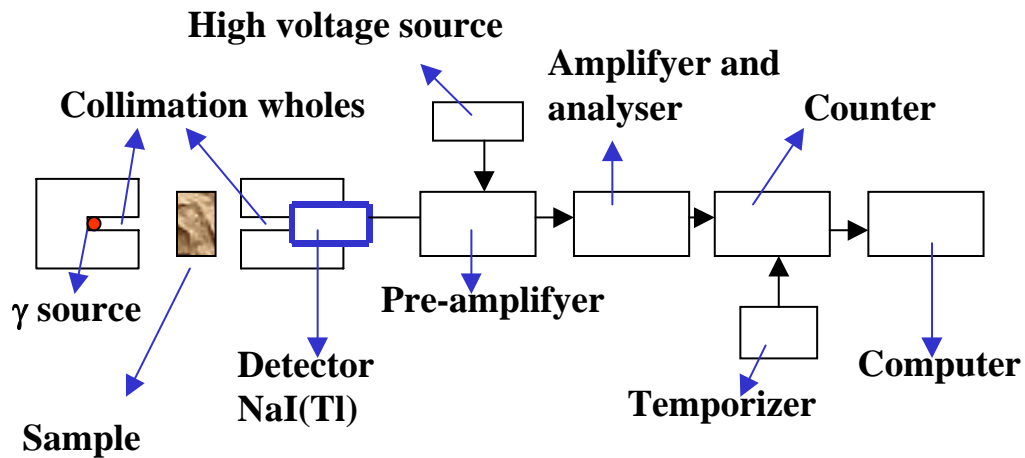 High voltage source
Amplifyer and
analyser
Collimation wholes
Counter
γ source
Pre-amplifyer
Detector
NaI(Tl)
Computer
Temporizer
Sample